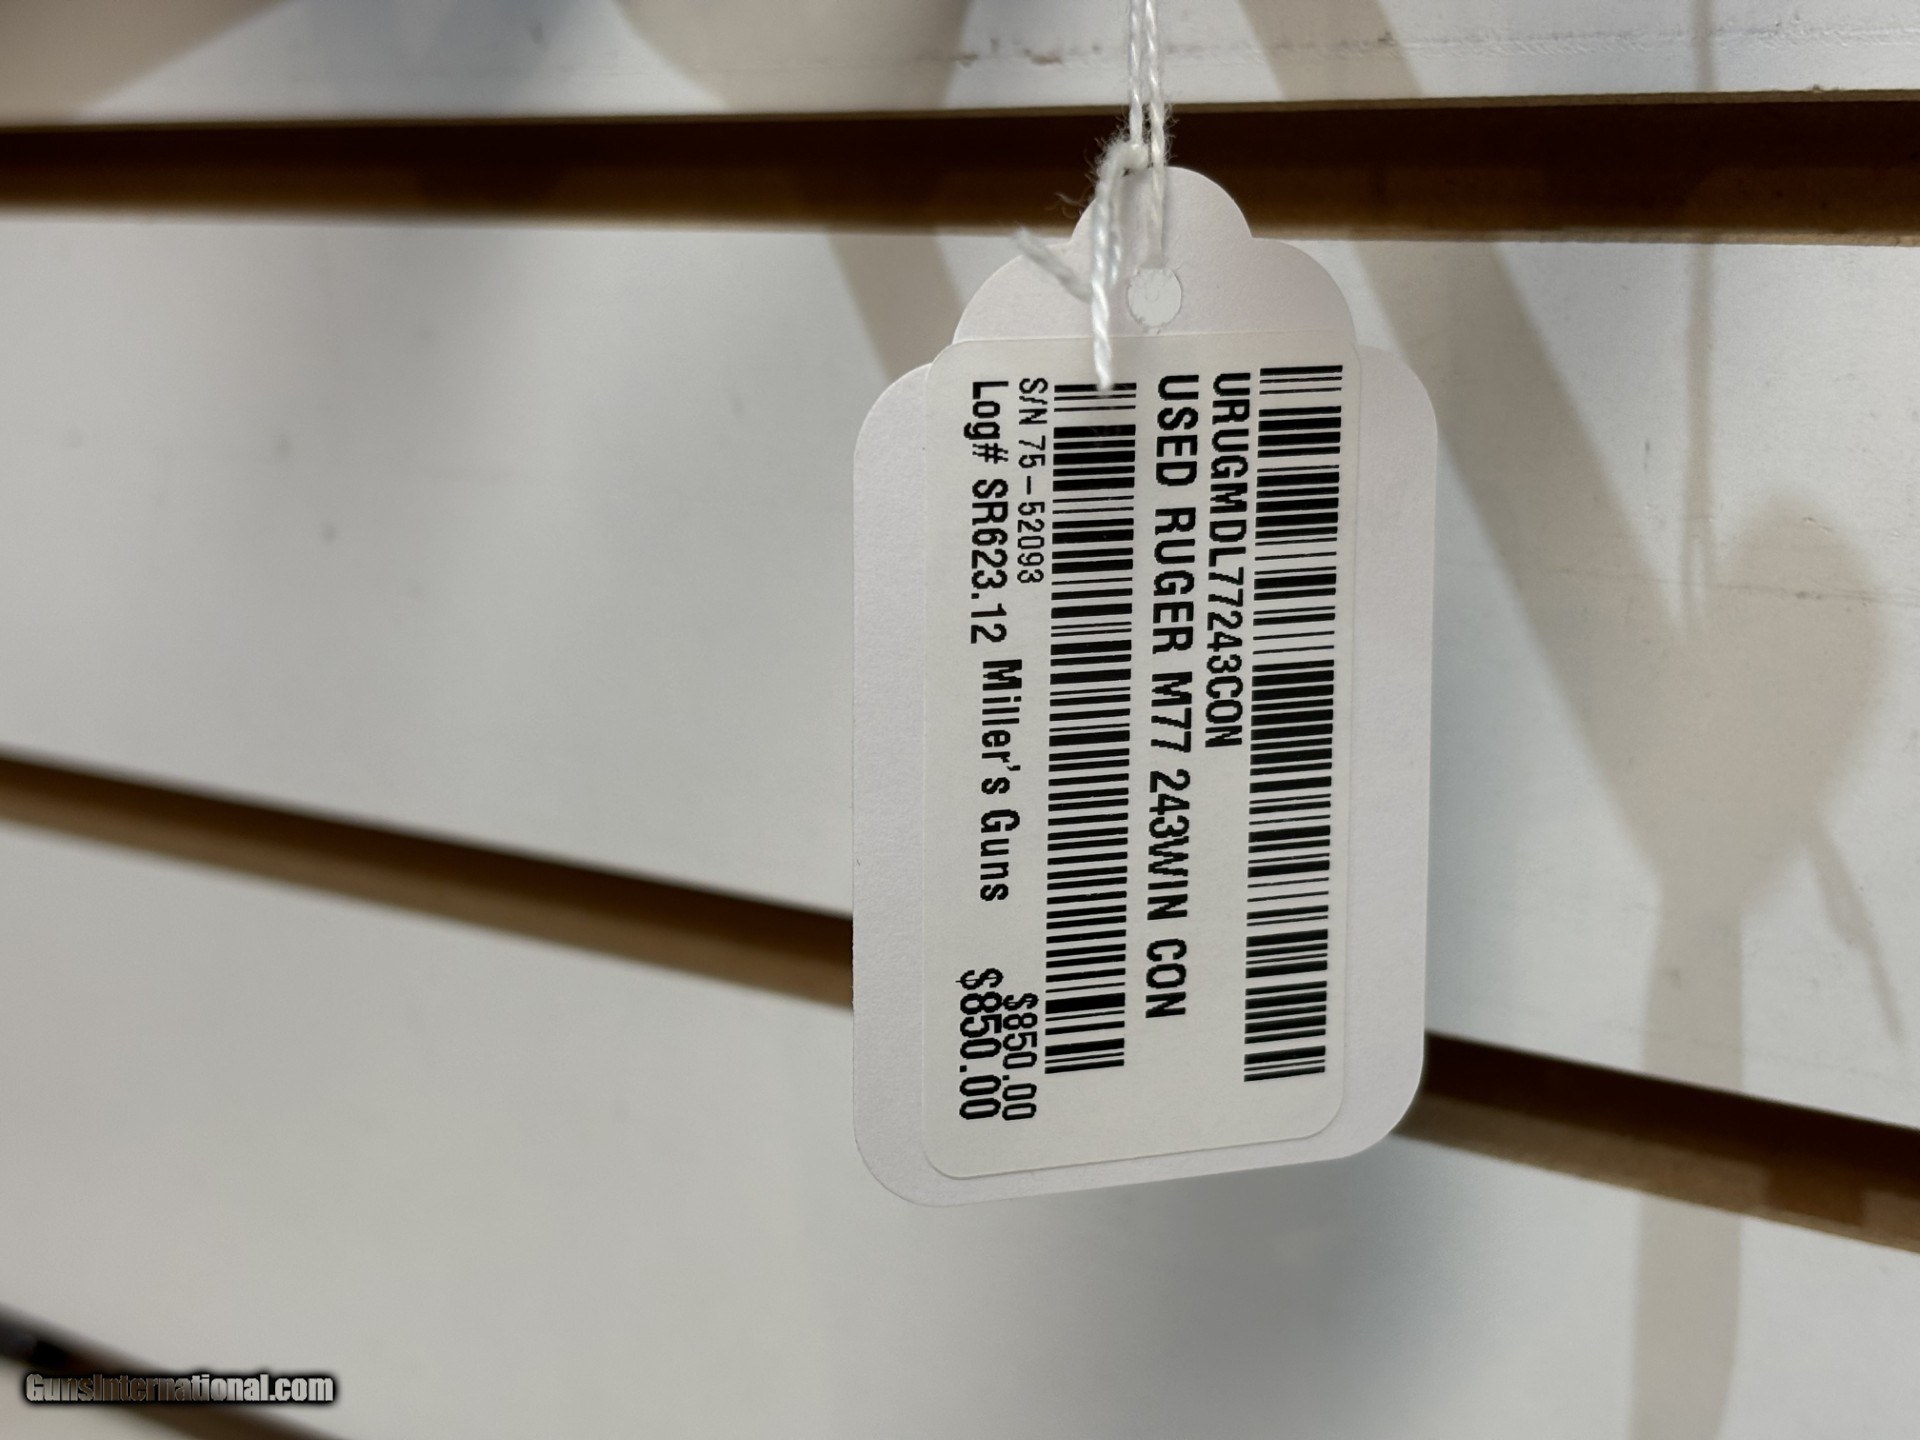 URUGMDL77243CON
USED RUGER M77 243WIN CON
S/N 75-52093
$850.00
Log# SR623.12 Miller's Guns
$850.00
GunsInternational.com